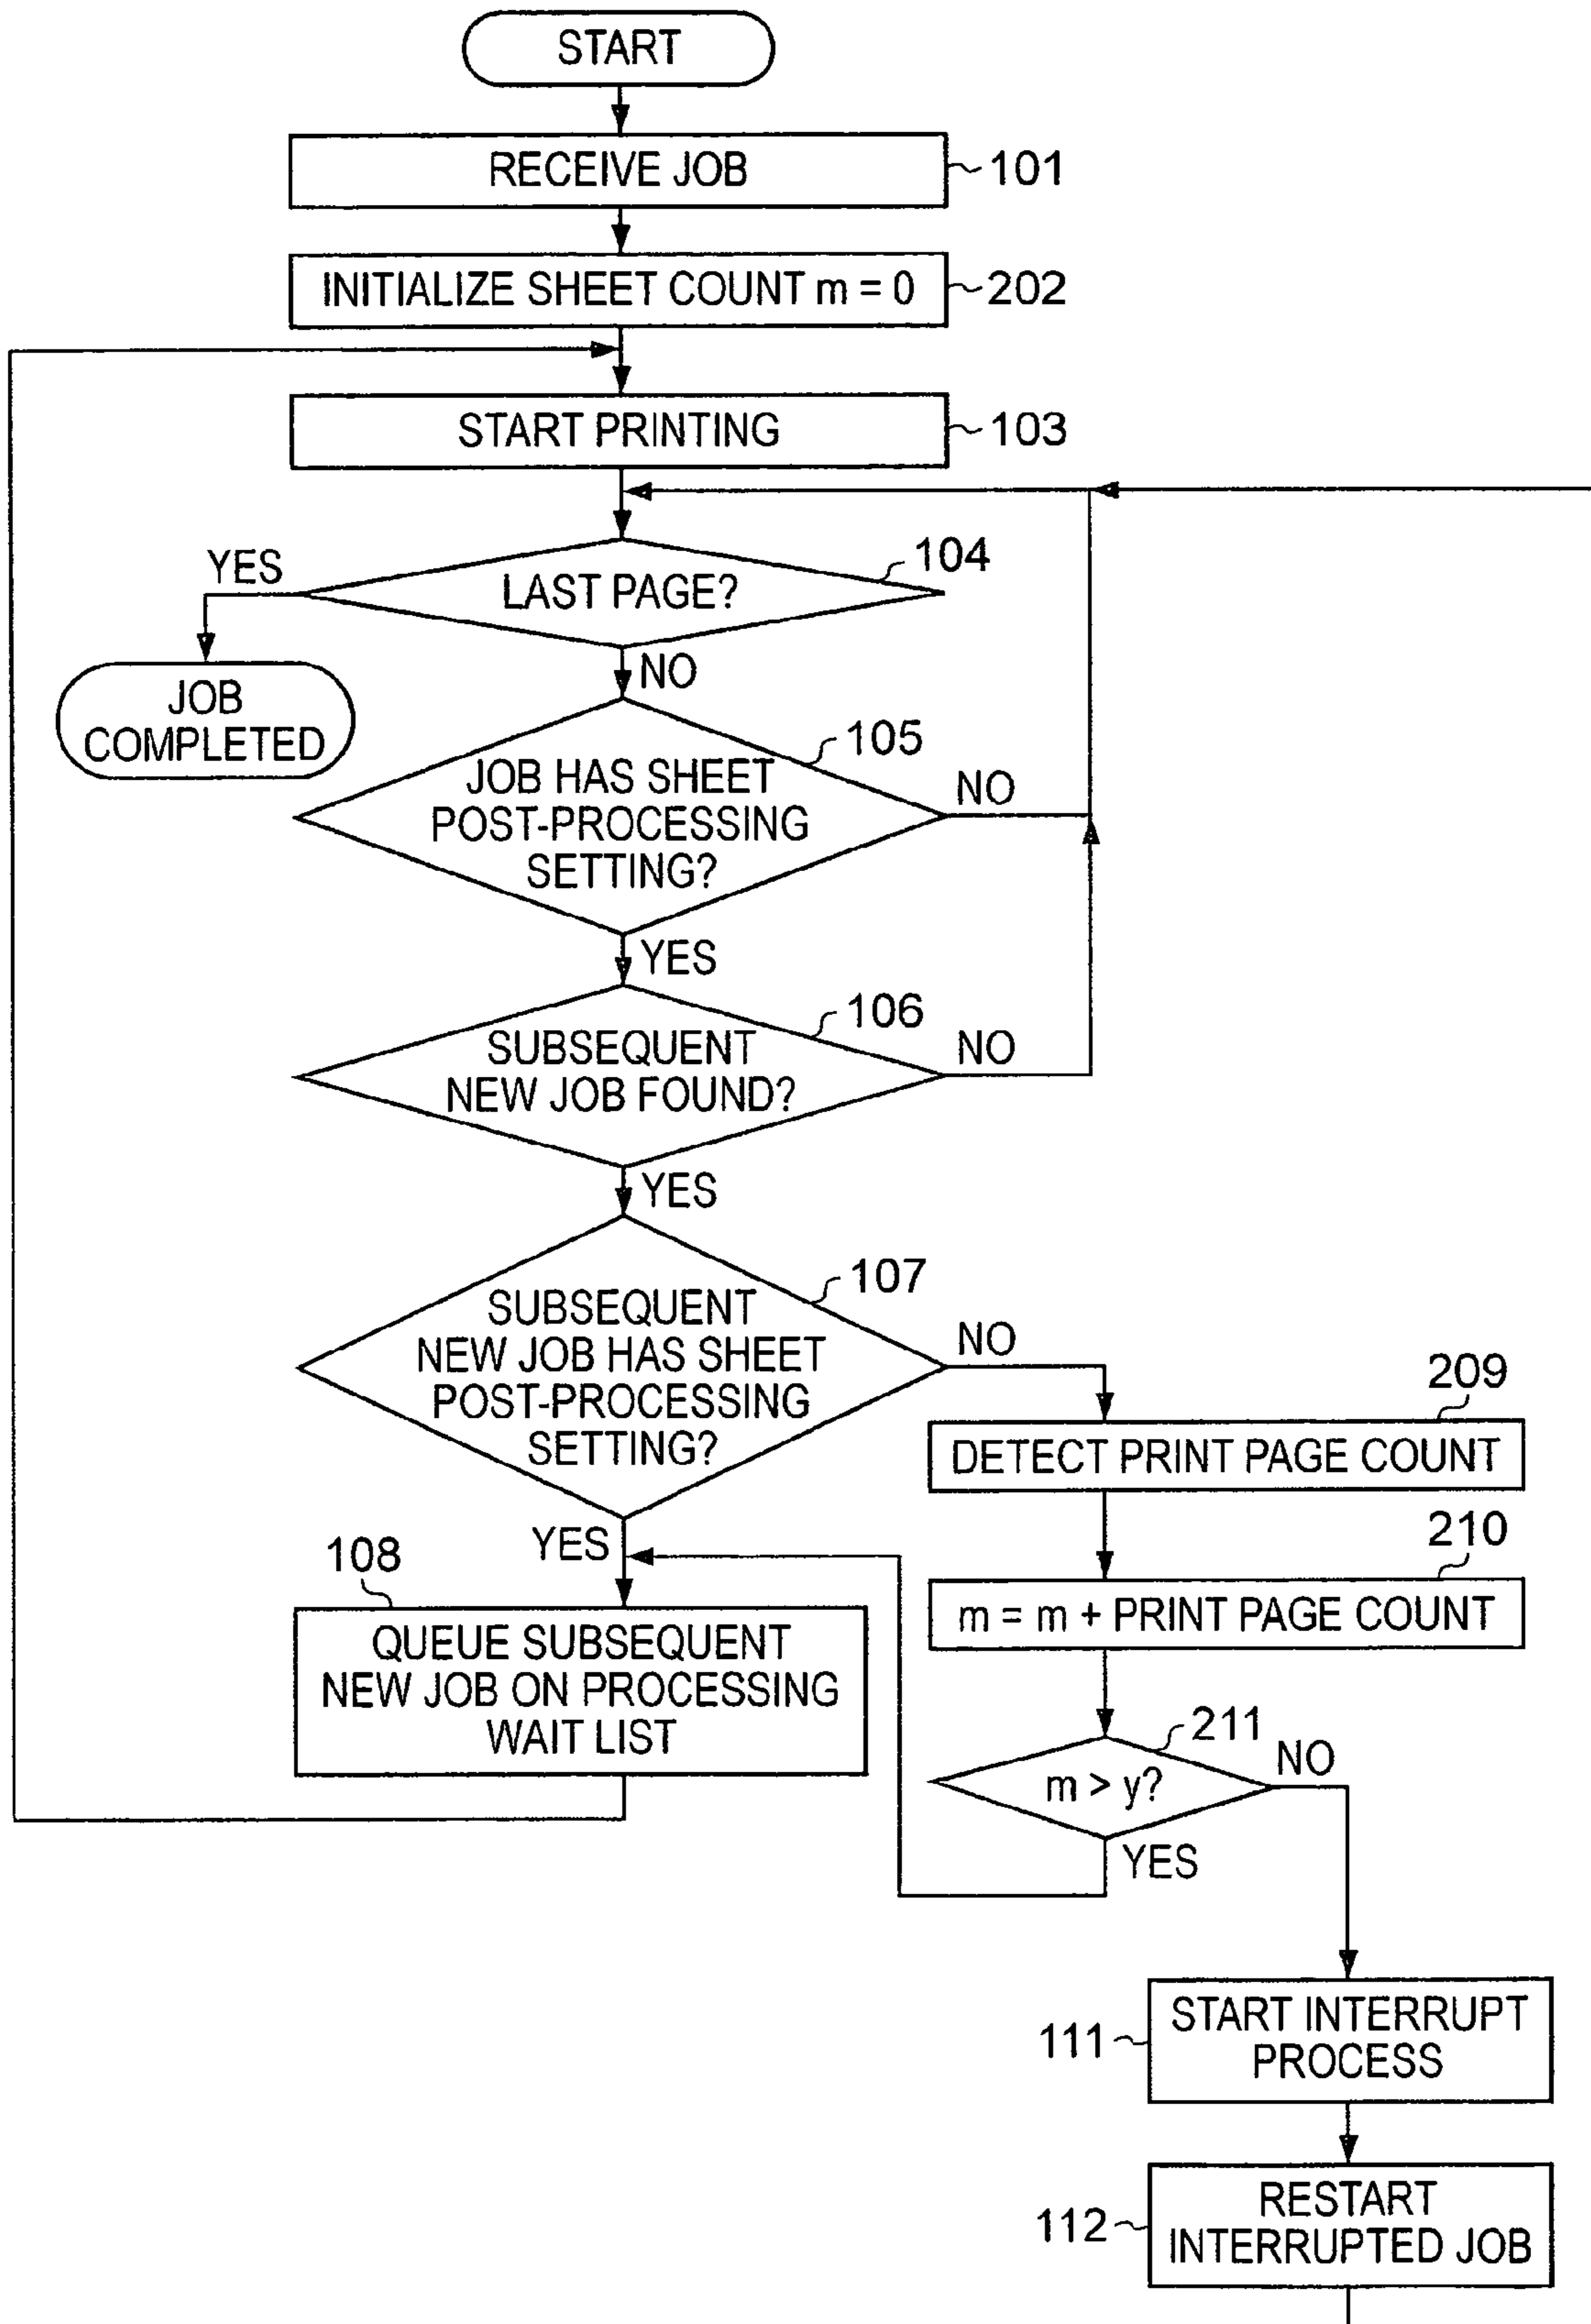 START
RECEIVE JOB
101
INITIALIZE SHEET COUNT m = 0
202
START PRINTING
103
YES
LAST PAGE?
104
JOB
COMPLETED
NO
105
JOB HAS SHEET
POST-PROCESSING
SETTING?
NO
YES
106
SUBSEQUENT
NEW JOB FOUND?
NO
YES
107
SUBSEQUENT
NEW JOB HAS SHEET
POST-PROCESSING
SETTING?
NO
209
DETECT PRINT PAGE COUNT
YES
108
QUEUE SUBSEQUENT
NEW JOB ON PROCESSING
WAIT LIST
210
m = m + PRINT PAGE COUNT
211
m > y?
NO
YES
START INTERRUPT
PROCESS
111
RESTART
INTERRUPTED JOB
112